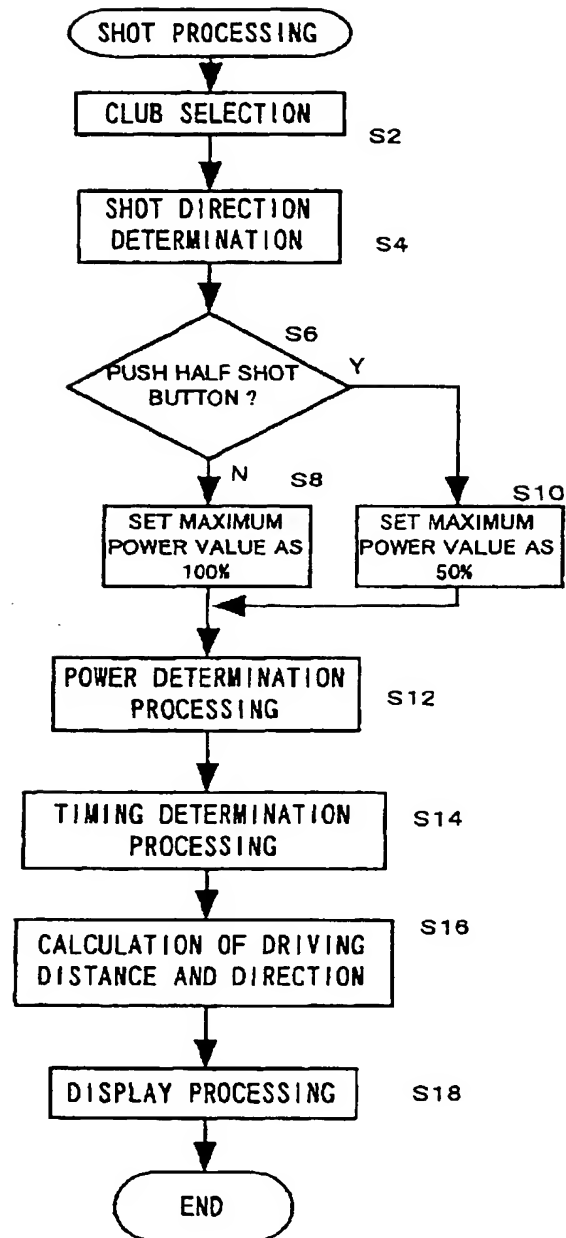 SHOT PROCESSING
CLUB SELECTION
S2
SHOT DIRECTION
DETERMINATION
S4
S6
PUSH HALF SHOT
BUTTON ?
Y
N
S8
S10
SET MAXIMUM
POWER VALUE AS
100%
SET MAXIMUM
POWER VALUE AS
50%
POWER DETERMINATION
PROCESSING
S12
TIMING DETERMINATION
PROCESSING
S14
S16
CALCULATION OF DRIVING
DISTANCE AND DIRECTION
DISPLAY PROCESSING
S18
END